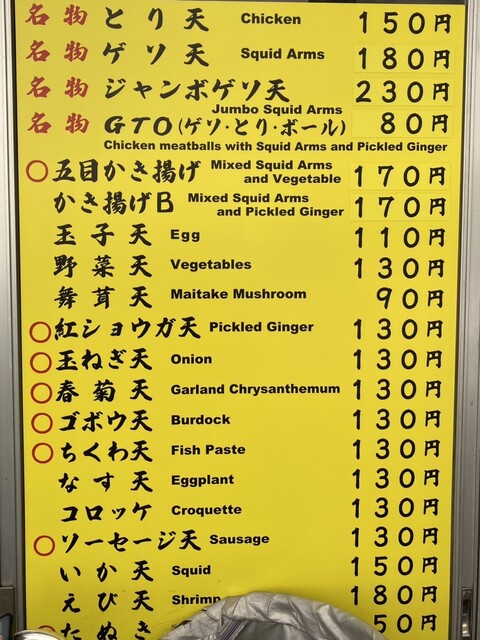 名物 とり天 Chicken 150円
名物 ゲソ天 Squid Arms 180円
名物 ジャンボゲソ天 Jumbo Squid Arms 230円
名物 GTO(ゲソ・とり・ボール) 80円
Chicken meatballs with Squid Arms and Pickled Ginger
○五目かき揚げ Mixed Squid Arms and Vegetable 170円
かき揚げB Mixed Squid Arms and Pickled Ginger 170円
玉子天 Egg 110円
野菜天 Vegetables 130円
舞茸天 Maitake Mushroom 90円
○紅ショウガ天 Pickled Ginger 130円
○玉ねぎ天 Onion 130円
○春菊天 Garland Chrysanthemum 130円
○ゴボウ天 Burdock 130円
○ちくわ天 Fish Paste 130円
なす天 Eggplant 130円
コロッケ Croquette 130円
○ソーセージ天 Sausage 130円
いか天 Squid 150円
えび天 Shrimp 180円
○たぬき 50円